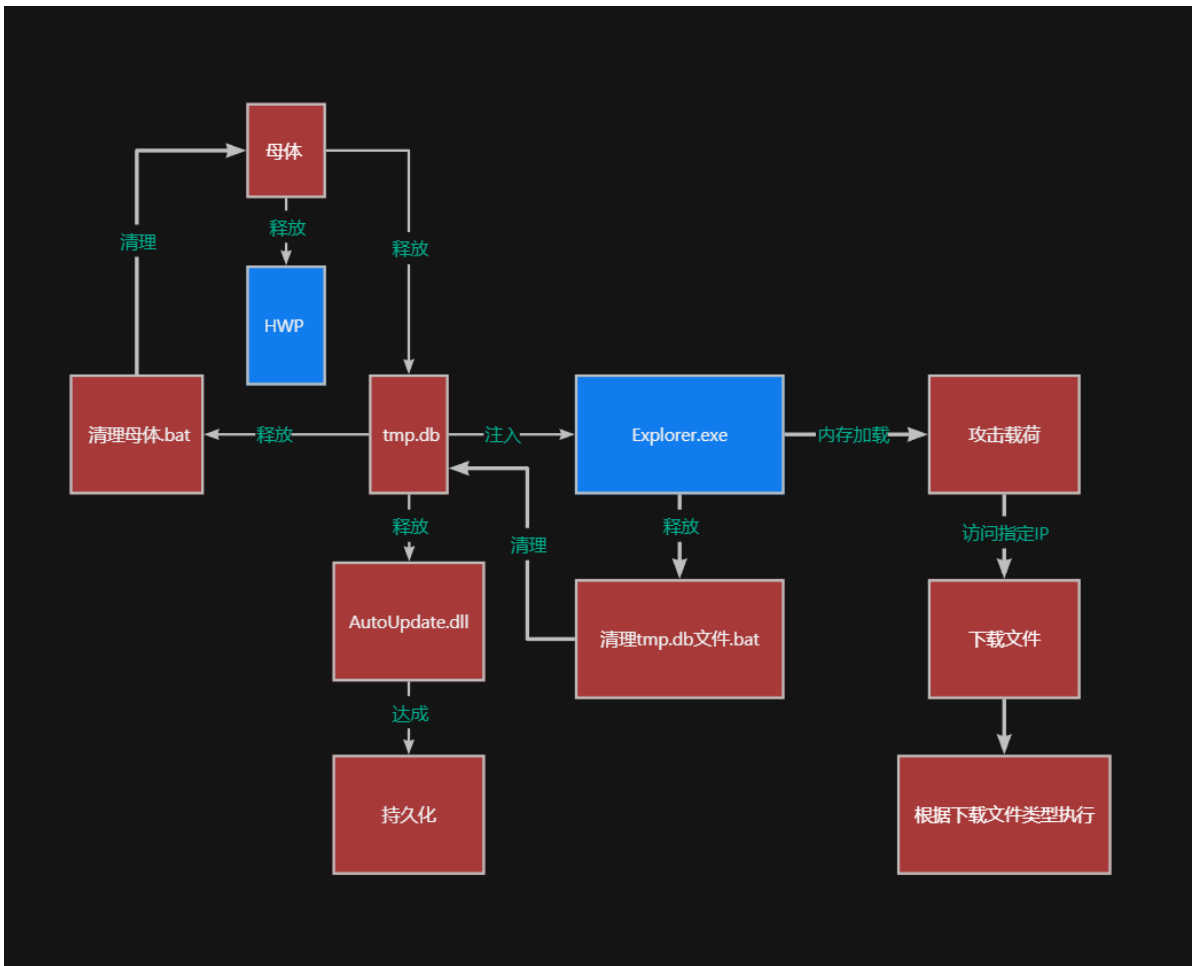 母体
释放
清理
释放
HWP
清理母体.bat
释放
tmp.db
注入
Explorer.exe
内存加载
攻击载荷
释放
清理
释放
访问指定IP
AutoUpdate.dll
清理tmp.db文件.bat
下载文件
达成
持久化
根据下载文件类型执行